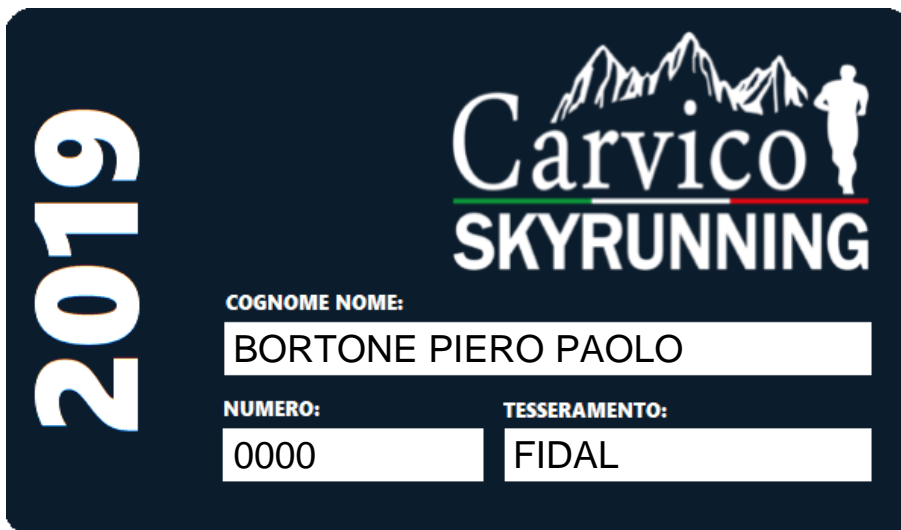 2019
Carvico
SKYRUNNING
COGNOME NOME:
BORTONE PIERO PAOLO
NUMERO:
TESSERAMENTO:
0000
FIDAL